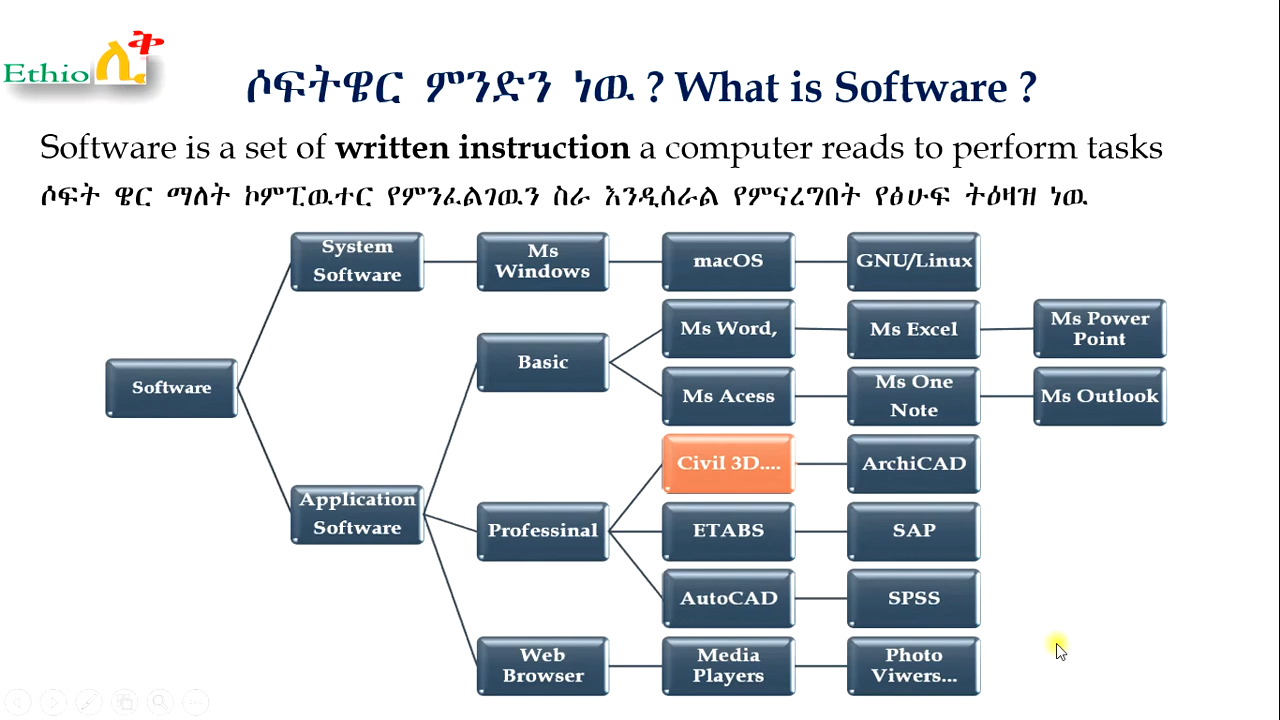 Ethio ሊቅ
ሶፍትዌር ምንድን ነዉ ? What is Software ?
Software is a set of written instruction a computer reads to perform tasks
ሶፍት ዌር ማለት ኮምፒዉተር የምንፈልገዉን ስራ እንዲሰራል የምናረግበት የፅሁፍ ትዕዛዝ ነዉ
Software
System
Software
Ms
Windows
macOS
GNU/Linux
Application
Software
Basic
Ms Word,
Ms Excel
Ms Power
Point
Ms Acess
Ms One
Note
Ms Outlook
Professinal
Civil 3D....
ArchiCAD
ETABS
SAP
AutoCAD
SPSS
Web
Browser
Media
Players
Photo
Viwers...